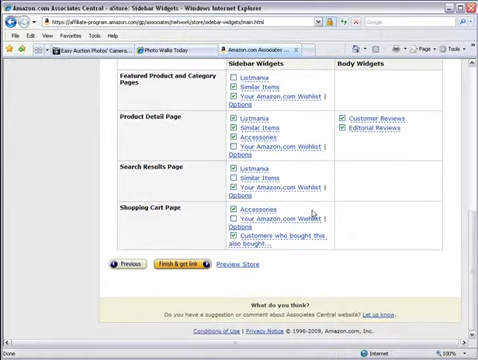 Amazon.com Associates Central - aStore: Sidebar Widgets - Windows Internet Explorer
https://affiliate-program.amazon.com/gp/associates/network/store/sidebar-widgets/main.html
File Edit View Favorites Tools Help
Easy Auction Photos' Camera... Photo Walks Today Amazon.com Associates ... Page Tools
Sidebar Widgets Body Widgets
Featured Product and Category Pages
Listmania
Similar Items
Your Amazon.com Wishlist |
Options
Product Detail Page
Listmania Customer Reviews
Similar Items Editorial Reviews
Accessories
Your Amazon.com Wishlist |
Options
Search Results Page
Listmania
Similar Items
Your Amazon.com Wishlist |
Options
Shopping Cart Page
Accessories
Your Amazon.com Wishlist |
Options
Customers who bought this
also bought...
Previous Finish & get link Preview Store
What do you think?
Do you have a suggestion or comment about Associates Central website? Let us know.
Conditions of Use | Privacy Notice © 1996-2009, Amazon.com, Inc.
Done Internet 100%